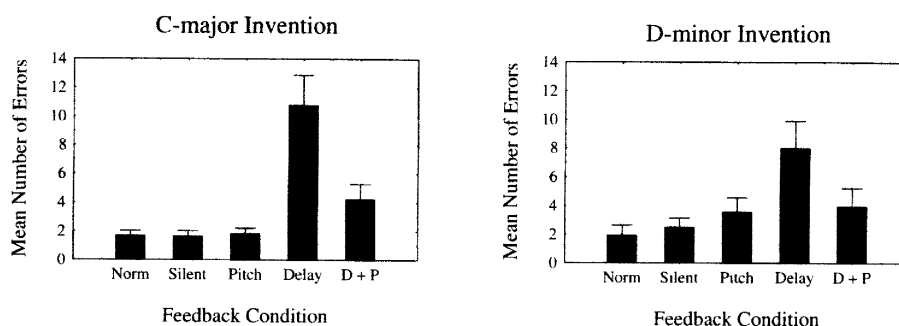 C-major Invention
Mean Number of Errors
14
12
10
8
6
4
2
0
Norm Silent Pitch Delay D + P
Feedback Condition
D-minor Invention
Mean Number of Errors
14
12
10
8
6
4
2
0
Norm Silent Pitch Delay D + P
Feedback Condition